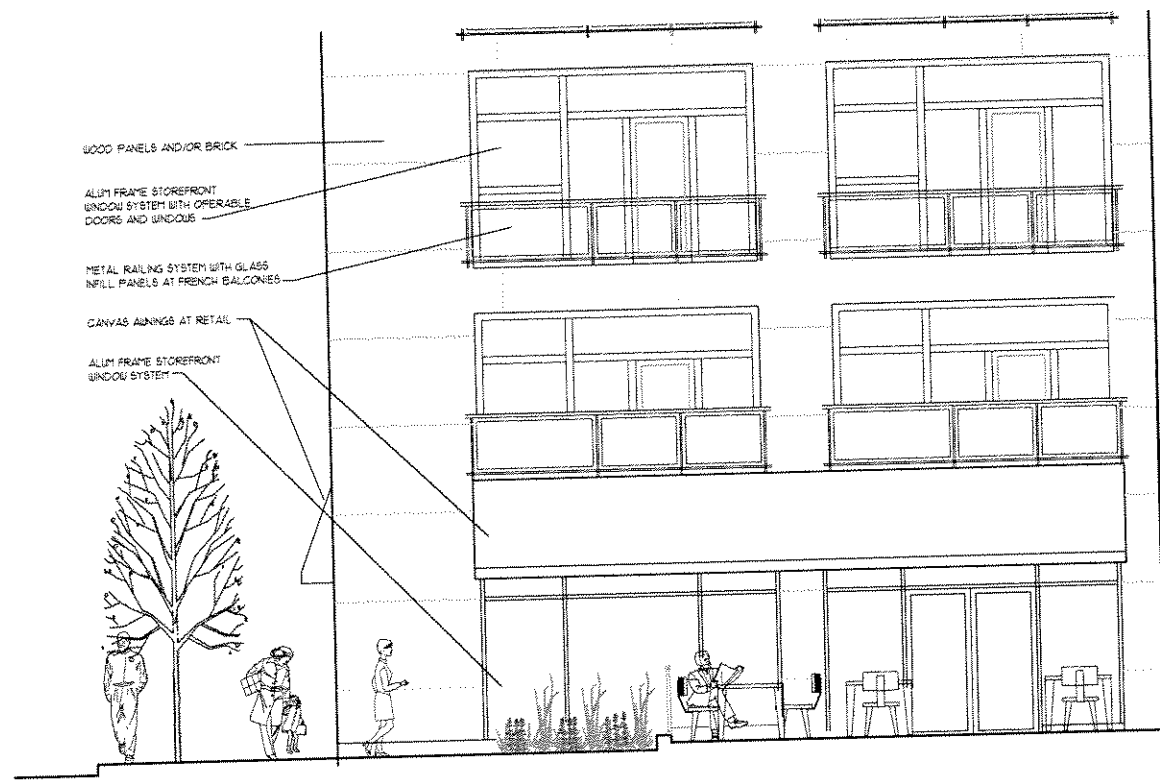 WOOD PANELS AND/OR BRICK
ALUM FRAME STOREFRONT
WINDOW SYSTEM WITH OPERABLE
DOORS AND WINDOWS
METAL RAILING SYSTEM WITH GLASS
INFILL PANELS AT FRENCH BALCONIES
CANVAS AWNINGS AT RETAIL
ALUM FRAME STOREFRONT
WINDOW SYSTEM